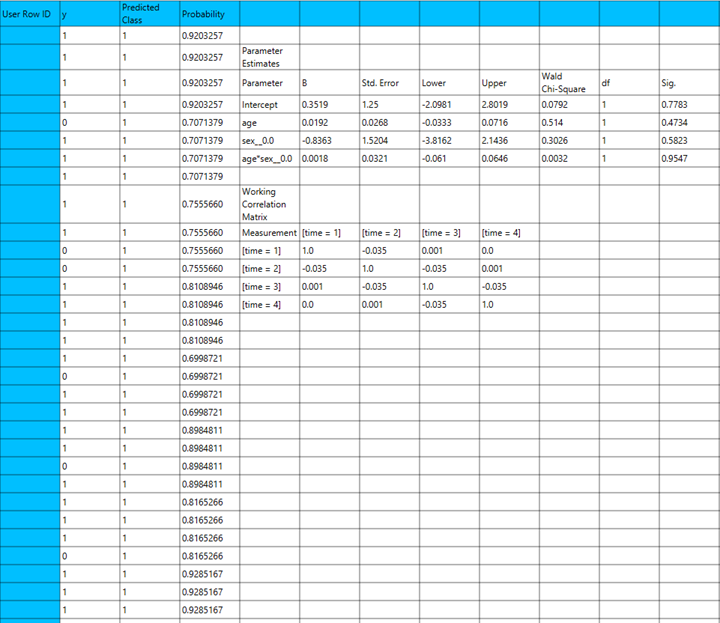 User Row ID y Predicted Class Probability
1 1 0.9203257
1 1 0.9203257 Parameter Estimates
1 1 0.9203257 Parameter B Std. Error Lower Upper Wald Chi-Square df Sig.
1 1 0.9203257 Intercept 0.3519 1.25 -2.0981 2.8019 0.0792 1 0.7783
0 1 0.7071379 age 0.0192 0.0268 -0.0333 0.0716 0.514 1 0.4734
1 1 0.7071379 sex__0.0 -0.8363 1.5204 -3.8162 2.1436 0.3026 1 0.5823
1 1 0.7071379 age*sex__0.0 0.0018 0.0321 -0.061 0.0646 0.0032 1 0.9547
1 1 0.7071379
1 1 0.7555660 Working Correlation Matrix
1 1 0.7555660 Measurement [time = 1] [time = 2] [time = 3] [time = 4]
0 1 0.7555660 [time = 1] 1.0 -0.035 0.001 0.0
0 1 0.7555660 [time = 2] -0.035 1.0 -0.035 0.001
1 1 0.8108946 [time = 3] 0.001 -0.035 1.0 -0.035
1 1 0.8108946 [time = 4] 0.0 0.001 -0.035 1.0
1 1 0.8108946
1 1 0.8108946
1 1 0.6998721
0 1 0.6998721
1 1 0.6998721
1 1 0.6998721
1 1 0.8984811
1 1 0.8984811
0 1 0.8984811
1 1 0.8984811
1 1 0.8165266
1 1 0.8165266
1 1 0.8165266
0 1 0.8165266
1 1 0.9285167
1 1 0.9285167
1 1 0.9285167